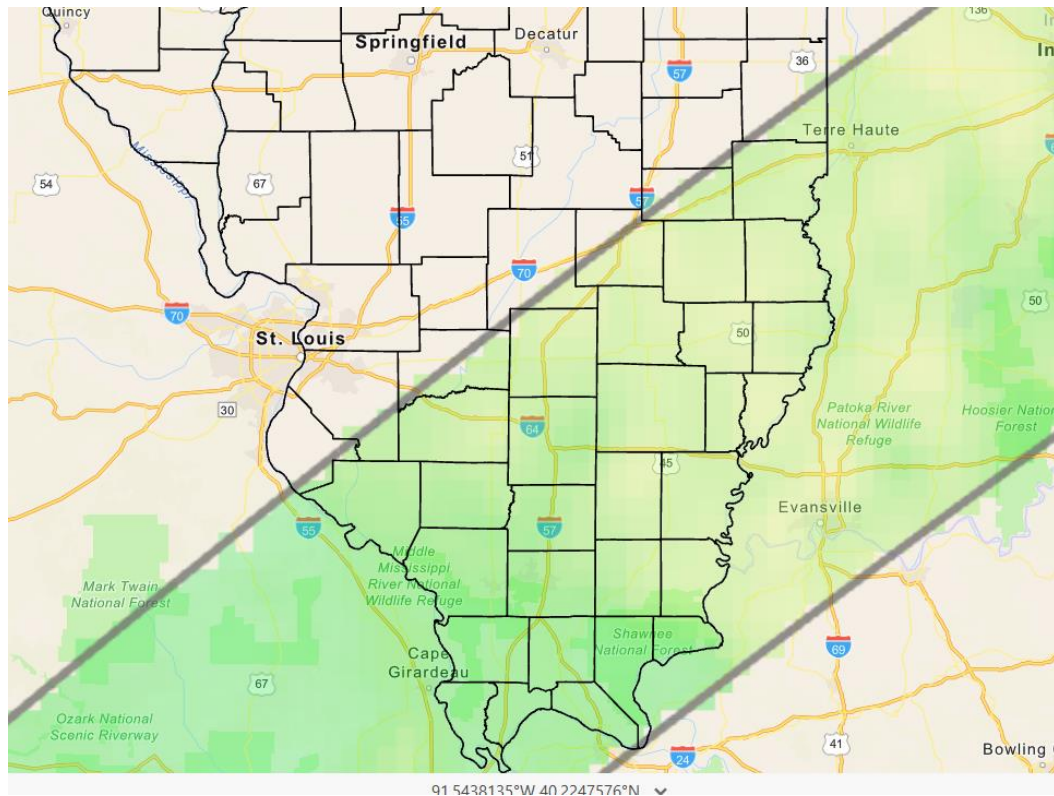 Quincy
Springfield
Decatur
136
57
36
Terre Haute
51
Mississippi
54
67
57
55
70
70
50
St. Louis
50
30
Patoka River
National Wildlife
Refuge
Hoosier Nation
Forest
64
45
Evansville
55
57
Middle
Mississippi
River National
Wildlife Refuge
Mark Twain
National Forest
Shawnee
National Forest
69
Cape
Girardeau
67
Ozark National
Scenic Riverway
41
24
Bowling
91.5438135°W 40.2247576°N